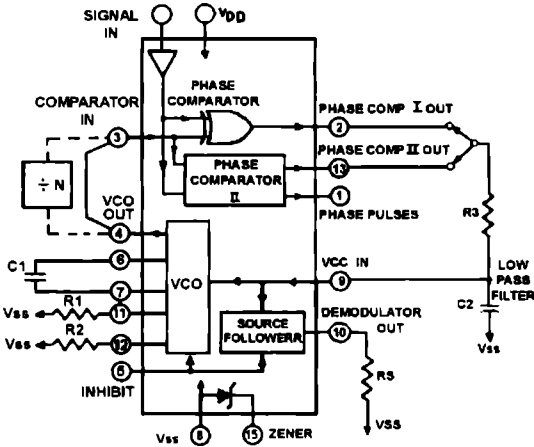 SIGNAL
IN
VDD
PHASE
COMPARATOR
I
COMPARATOR
IN
3
PHASE COMP I OUT
2
PHASE COMP II OUT
13
PHASE
COMPARATOR
II
1
PHASE PULSES
÷ N
VCO
OUT
4
R3
6
C1
VCO
VCC IN
9
LOW
PASS
FILTER
7
C2
Vss
DEMODULATOR
OUT
R1
Vss
11
SOURCE
FOLLOWERR
10
R2
Vss
12
5
INHIBIT
RS
VSS
Vss
8
15
ZENER